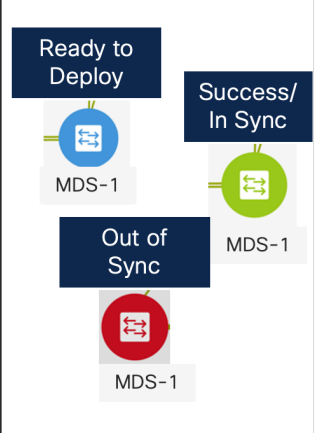 Ready to
Deploy
MDS-1
Success/
In Sync
MDS-1
Out of
Sync
MDS-1